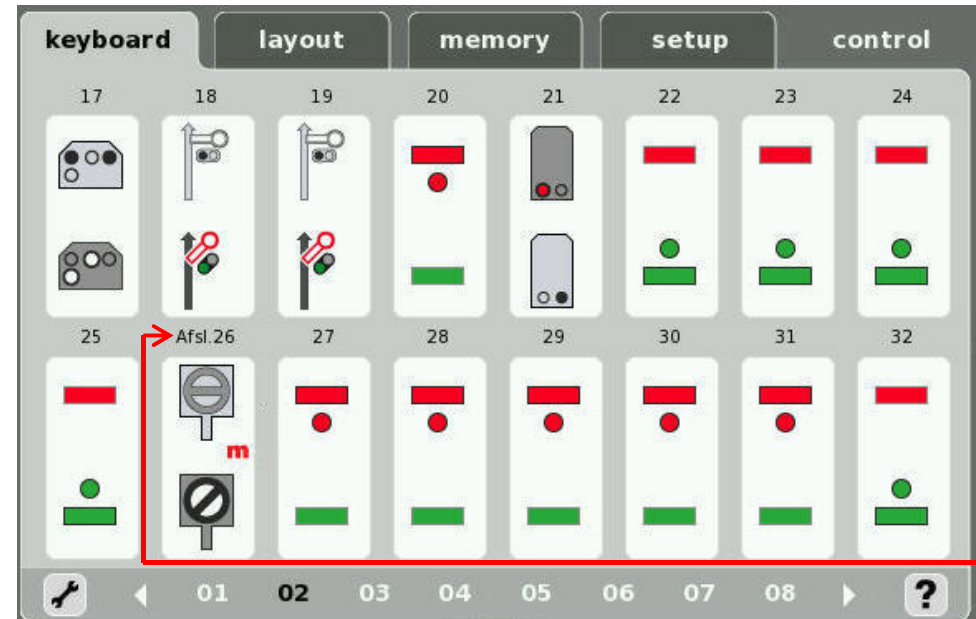 keyboard layout memory setup control
17 18 19 20 21 22 23 24
25 Afsl.26 27 28 29 30 31 32
m
01 02 03 04 05 06 07 08 ?